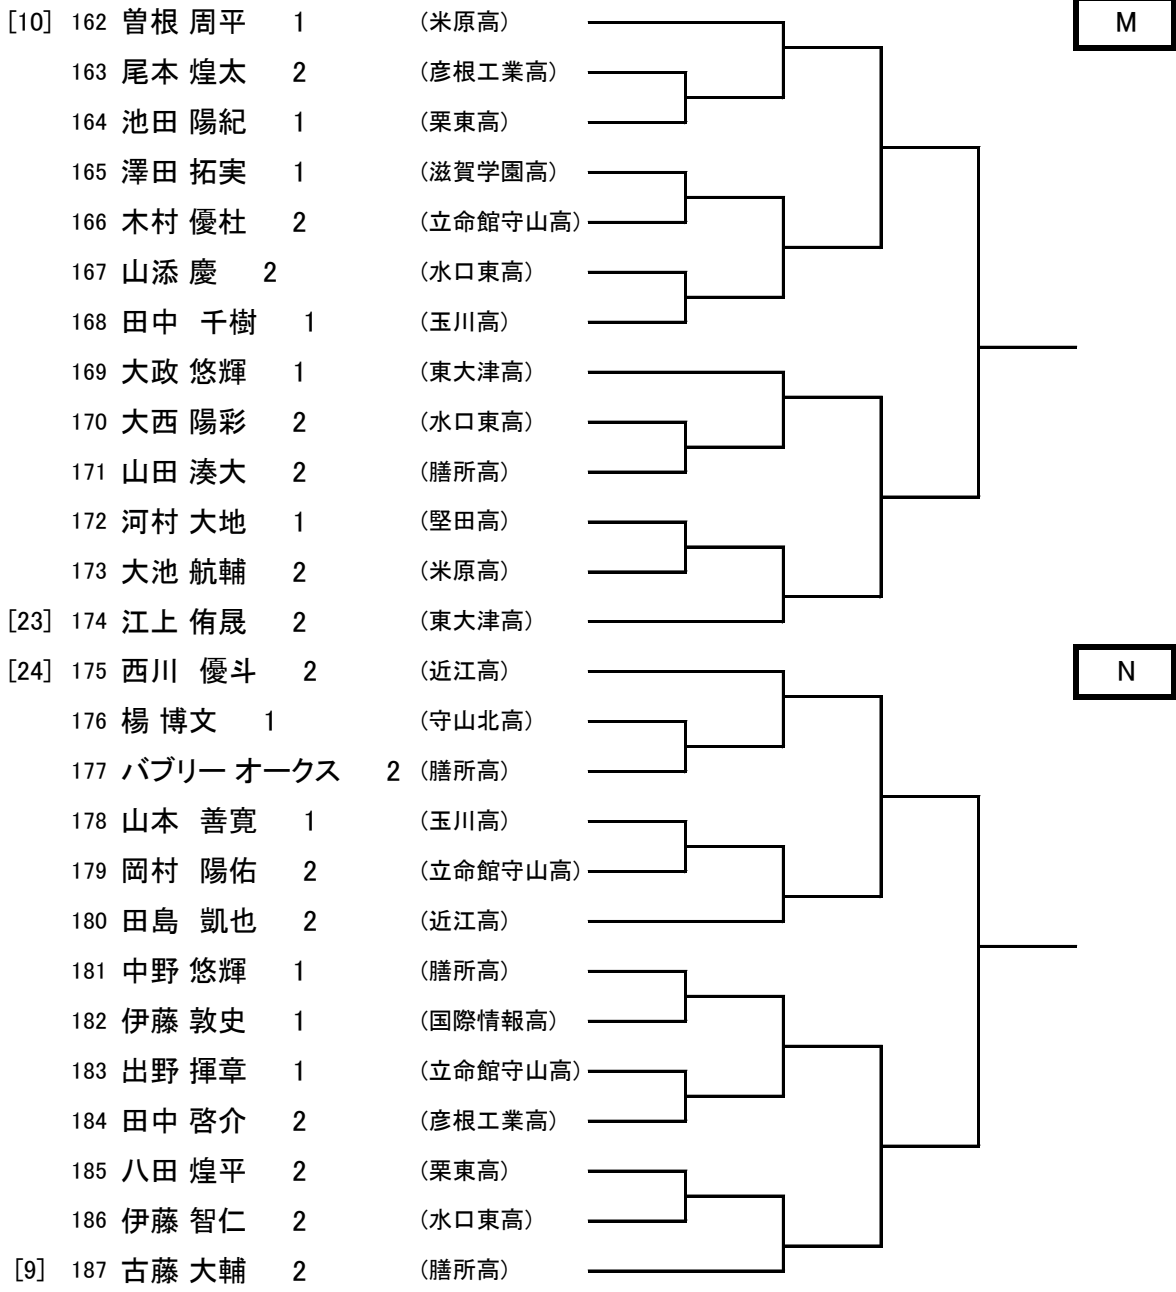 [10] 162 曽根 周平 1 (米原高) M
163 尾本 煌太 2 (彦根工業高)
164 池田 陽紀 1 (栗東高)
165 澤田 拓実 1 (滋賀学園高)
166 木村 優杜 2 (立命館守山高)
167 山添 慶 2 (水口東高)
168 田中 千樹 1 (玉川高)
169 大政 悠輝 1 (東大津高)
170 大西 陽彩 2 (水口東高)
171 山田 湊大 2 (膳所高)
172 河村 大地 1 (堅田高)
173 大池 航輔 2 (米原高)
[23] 174 江上 侑晟 2 (東大津高)
[24] 175 西川 優斗 2 (近江高) N
176 楊 博文 1 (守山北高)
177 バブリー オークス 2 (膳所高)
178 山本 善寛 1 (玉川高)
179 岡村 陽佑 2 (立命館守山高)
180 田島 凱也 2 (近江高)
181 中野 悠輝 1 (膳所高)
182 伊藤 敦史 1 (国際情報高)
183 出野 揮章 1 (立命館守山高)
184 田中 啓介 2 (彦根工業高)
185 八田 煌平 2 (栗東高)
186 伊藤 智仁 2 (水口東高)
[9] 187 古藤 大輔 2 (膳所高)